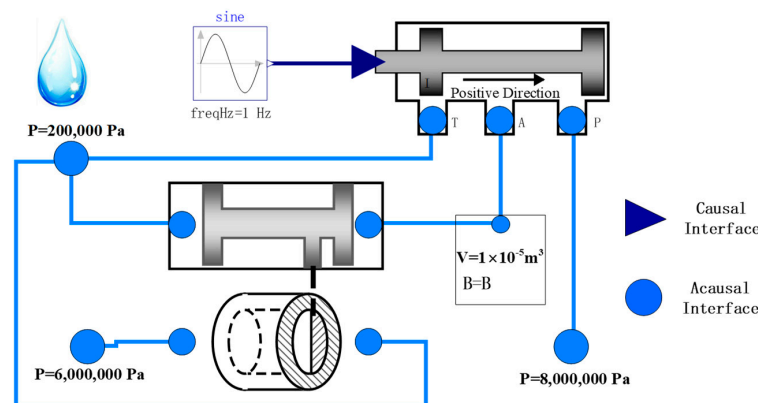 sine
freqHz=1 Hz
I
Positive Direction
T
A
P
P=200,000 Pa
V=1×10⁻⁵m³
B=B
Causal
Interface
Acausal
Interface
P=6,000,000 Pa
P=8,000,000 Pa